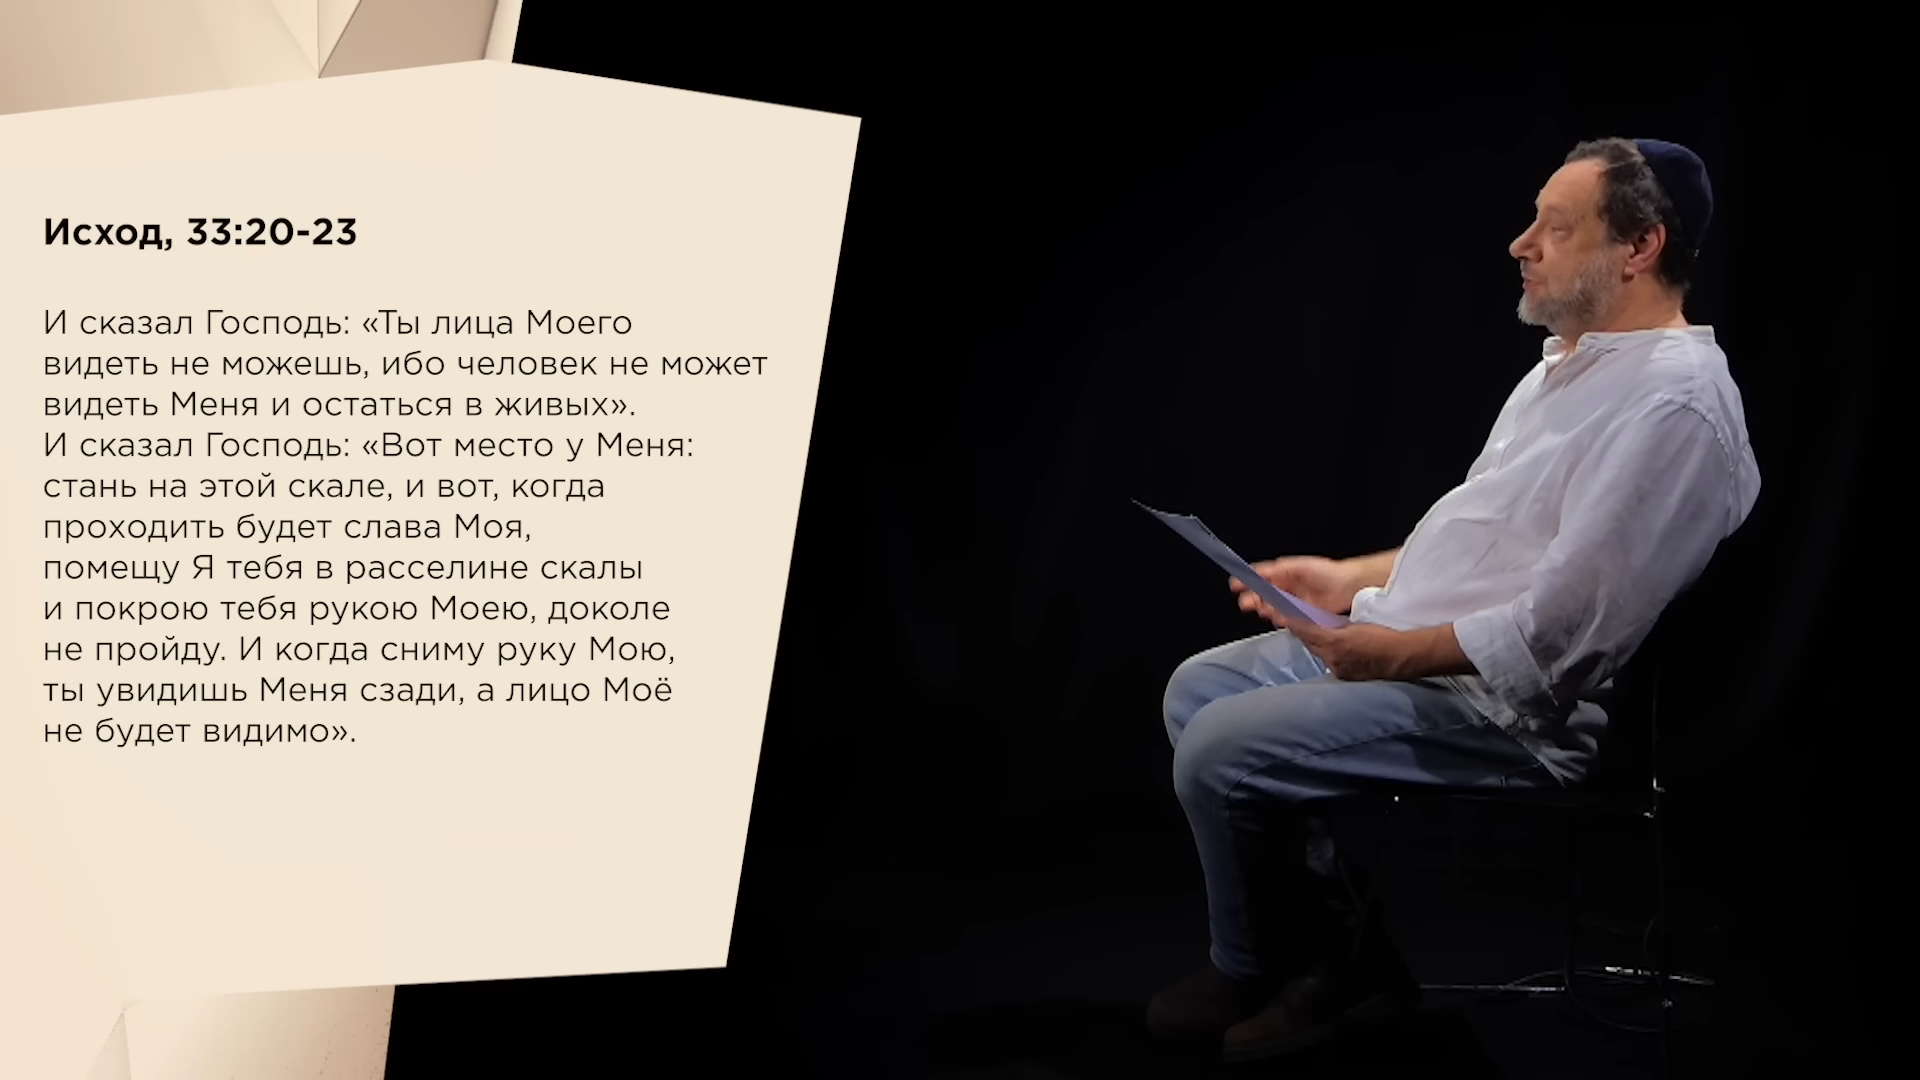 Исход, 33:20-23
И сказал Господь: «Ты лица Моего
видеть не можешь, ибо человек не может
видеть Меня и остаться в живых».
И сказал Господь: «Вот место у Меня:
стань на этой скале, и вот, когда
проходить будет слава Моя,
помещу Я тебя в расселине скалы
и покрою тебя рукою Моею, доколе
не пройду. И когда сниму руку Мою,
ты увидишь Меня сзади, а лицо Моё
не будет видимо».